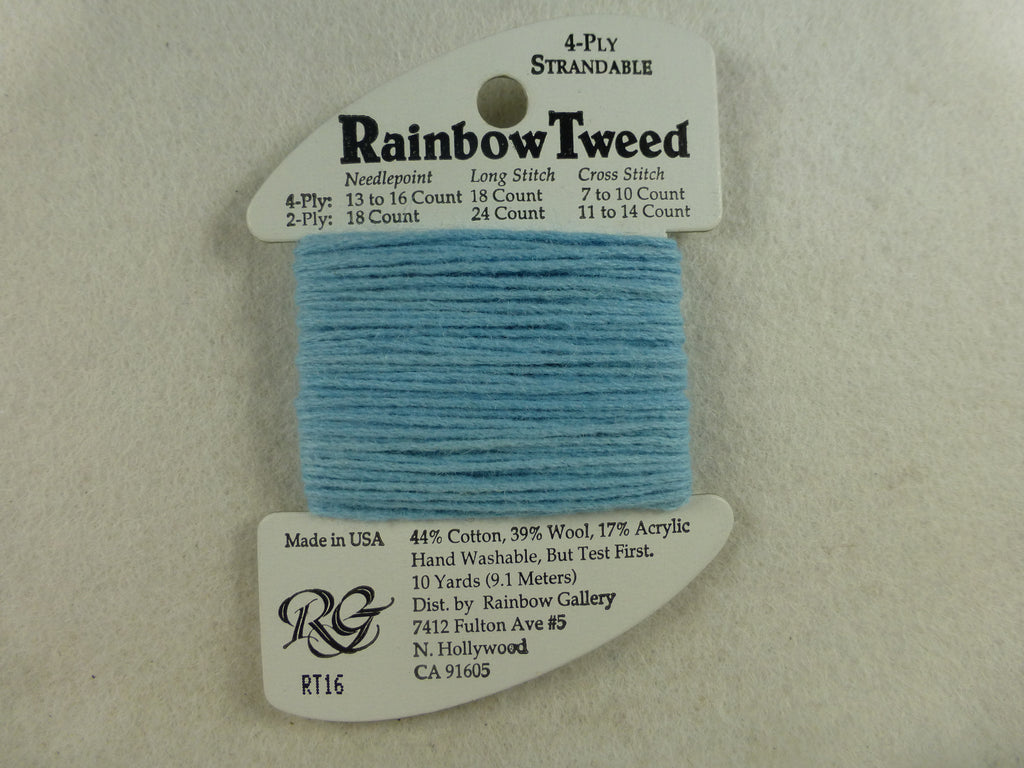 4-Ply
Strandable
Rainbow Tweed
Needlepoint Long Stitch Cross Stitch
4-Ply: 13 to 16 Count 18 Count 7 to 10 Count
2-Ply: 18 Count 24 Count 11 to 14 Count
Made in USA
RG
RT16
44% Cotton, 39% Wool, 17% Acrylic
Hand Washable, But Test First.
10 Yards (9.1 Meters)
Dist. by Rainbow Gallery
7412 Fulton Ave #5
N. Hollywood
CA 91605